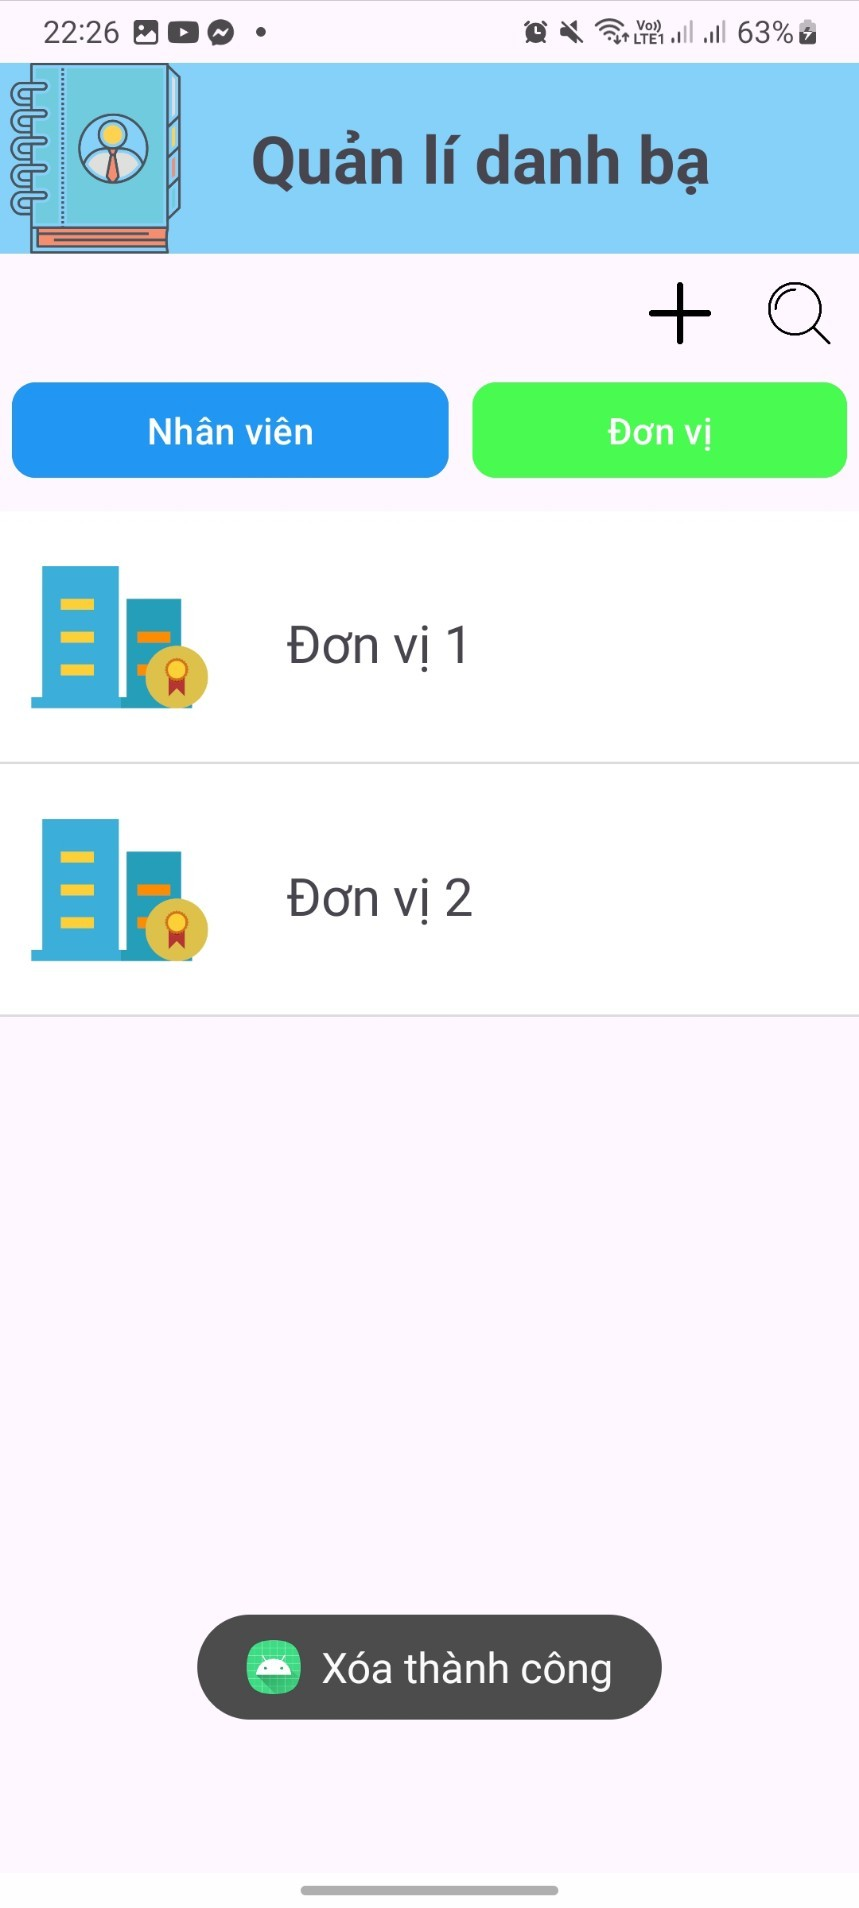 22:26
Vo)) LTE1
63%
Quản lí danh bạ
Nhân viên
Đơn vị
Đơn vị 1
Đơn vị 2
Xóa thành công